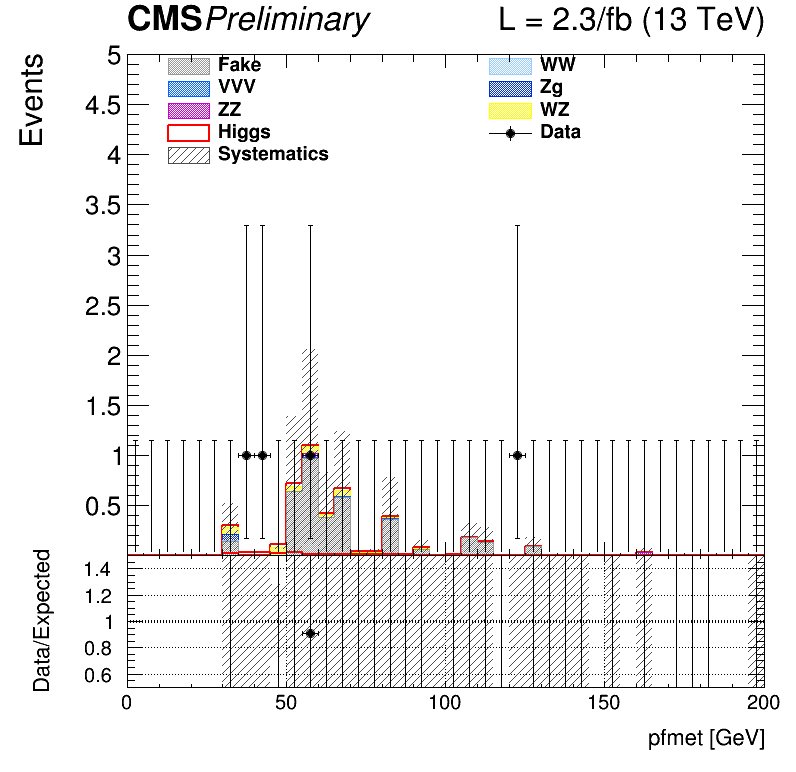 CMS Preliminary L = 2.3/fb (13 TeV)
Events
5
4.5
4
3.5
3
2.5
2
1.5
1
0.5
Fake WW
VVV Zg
ZZ WZ
Higgs Data
Systematics
Data/Expected
1.4
1.2
1
0.8
0.6
0 50 100 150 200
pfmet [GeV]